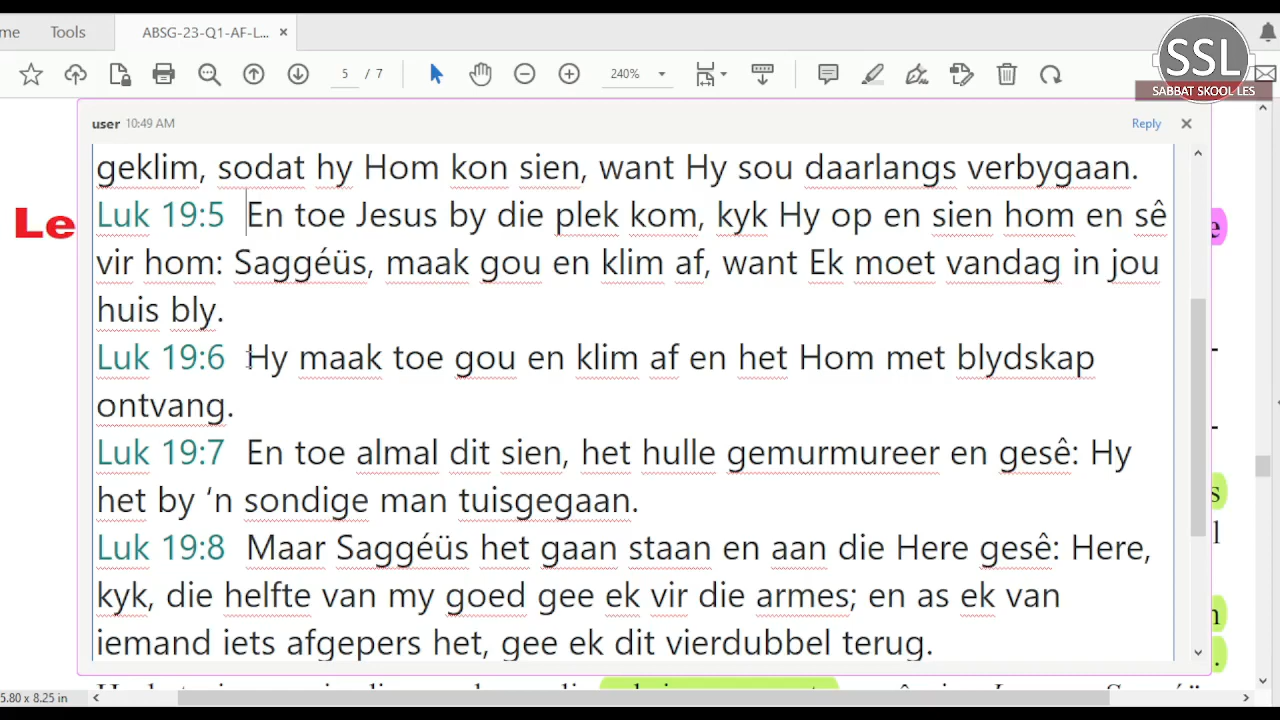 me Tools ABSG-23-Q1-AF-L... ×
5 / 7 240%
SSL
SABBAT SKOOL LES
user 10:49 AM Reply
geklim, sodat hy Hom kon sien, want Hy sou daarlangs verbygaan.
Luk 19:5 En toe Jesus by die plek kom, kyk Hy op en sien hom en sê
vir hom: Saggéüs, maak gou en klim af, want Ek moet vandag in jou
huis bly.
Luk 19:6 Hy maak toe gou en klim af en het Hom met blydskap
ontvang.
Luk 19:7 En toe almal dit sien, het hulle gemurmureer en gesê: Hy
het by ‘n sondige man tuisgegaan.
Luk 19:8 Maar Saggéüs het gaan staan en aan die Here gesê: Here,
kyk, die helfte van my goed gee ek vir die armes; en as ek van
iemand iets afgepers het, gee ek dit vierdubbel terug.
Le
5.80 x 8.25 in